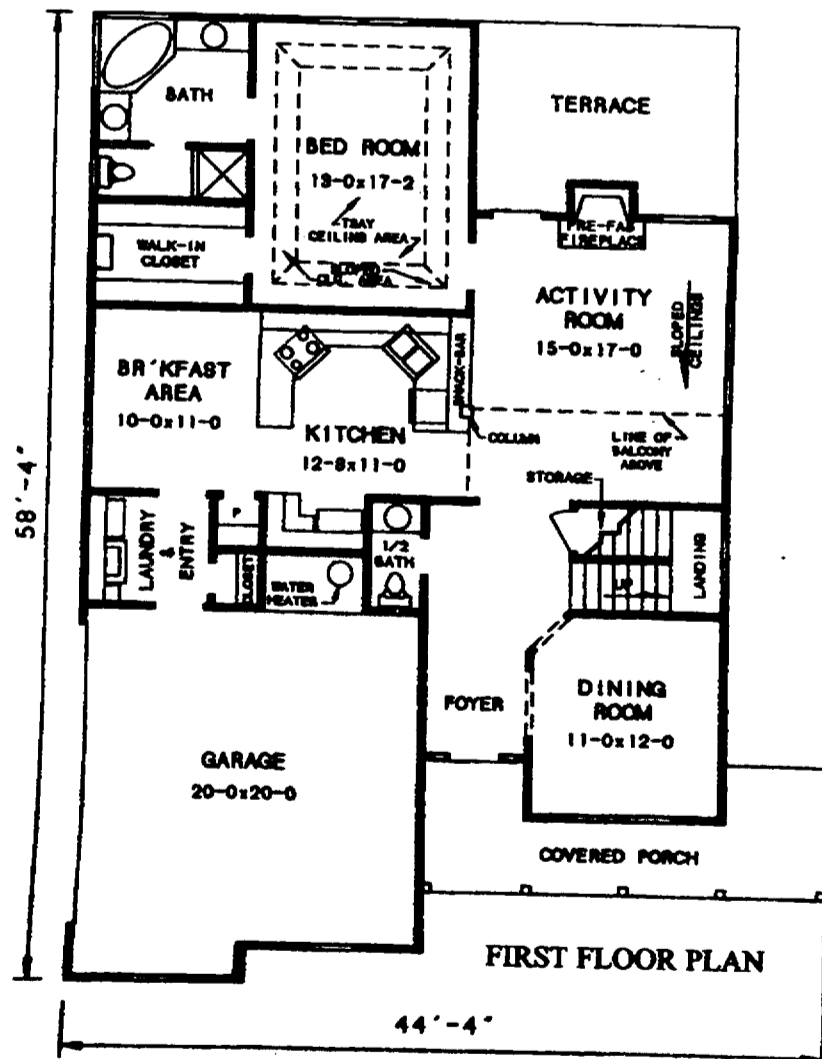 BATH
BED ROOM
13-0x17-2
TRAY
CEILING AREA
SLOPED
TERRACE
PRE-FAB
FIREPLACE
WALK-IN
CLOSET
ACTIVITY
ROOM
15-0x17-0
SLOPED
CEILINGS
BR'KFAST
AREA
10-0x11-0
SNACK-BAR
KITCHEN
12-8x11-0
COLUMN
LINE OF
BALCONY
ABOVE
STORAGE
58'-4"
LAUNDRY
&
ENTRY
P
CLOSET
WATER
HEATER
1/2
BATH
UP
LANDING
FOYER
DINING
ROOM
11-0x12-0
GARAGE
20-0x20-0
COVERED PORCH
FIRST FLOOR PLAN
44'-4"